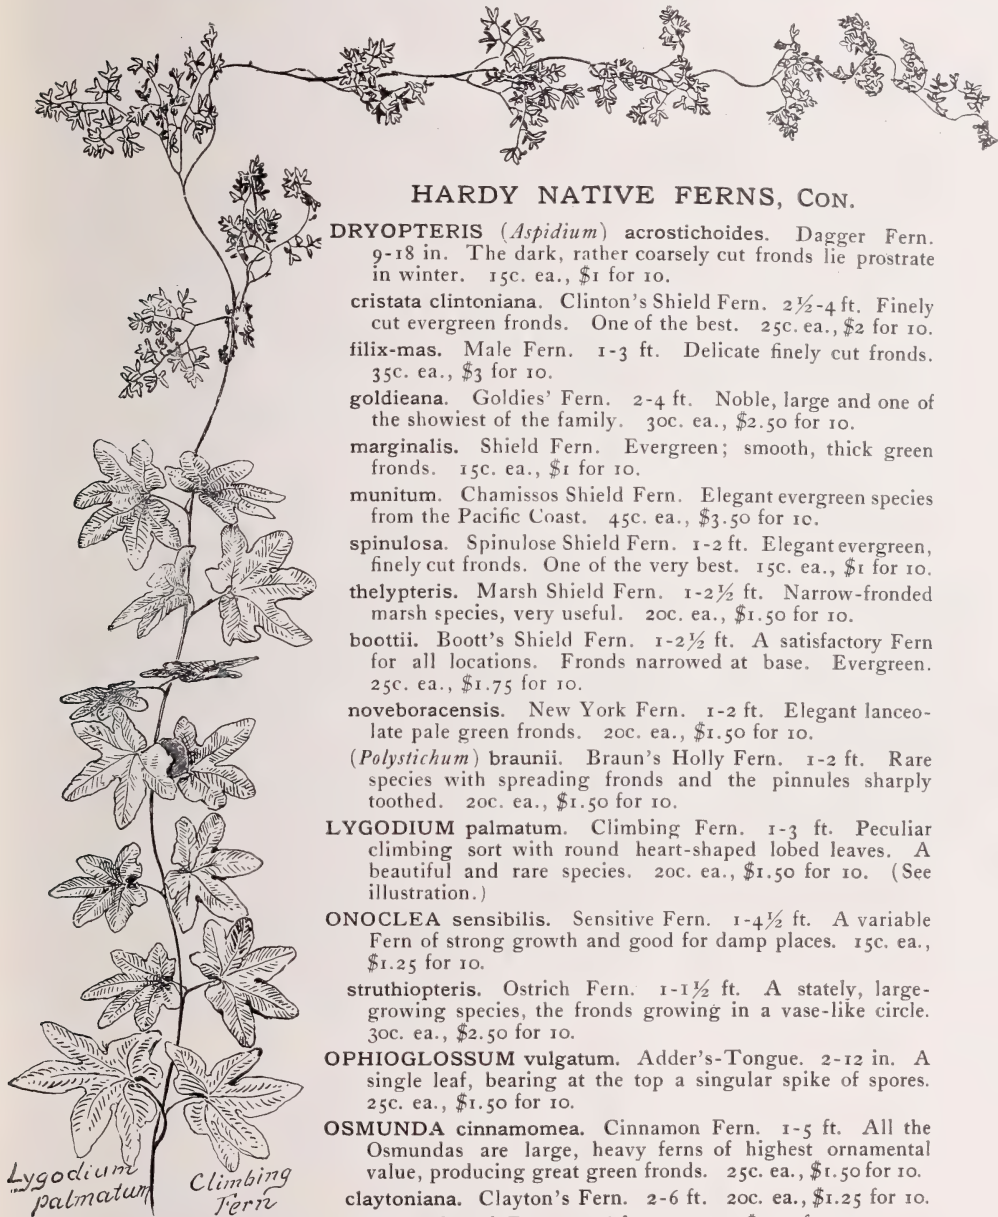 HARDY NATIVE FERNS, CON.
DRYOPTERIS (Aspidium) acrostichoides. Dagger Fern.
9-18 in. The dark, rather coarsely cut fronds lie prostrate
in winter. 15c. ea., $1 for 10.
cristata clintoniana. Clinton's Shield Fern. 2½-4 ft. Finely
cut evergreen fronds. One of the best. 25c. ea., $2 for 10.
filix-mas. Male Fern. 1-3 ft. Delicate finely cut fronds.
35c. ea., $3 for 10.
goldieana. Goldies' Fern. 2-4 ft. Noble, large and one of
the showiest of the family. 30c. ea., $2.50 for 10.
marginalis. Shield Fern. Evergreen; smooth, thick green
fronds. 15c. ea., $1 for 10.
munitum. Chamissos Shield Fern. Elegant evergreen species
from the Pacific Coast. 45c. ea., $3.50 for 10.
spinulosa. Spinulose Shield Fern. 1-2 ft. Elegant evergreen,
finely cut fronds. One of the very best. 15c. ea., $1 for 10.
thelypteris. Marsh Shield Fern. 1-2½ ft. Narrow-fronded
marsh species, very useful. 20c. ea., $1.50 for 10.
boottii. Boott's Shield Fern. 1-2½ ft. A satisfactory Fern
for all locations. Fronds narrowed at base. Evergreen.
25c. ea., $1.75 for 10.
noveboracensis. New York Fern. 1-2 ft. Elegant lanceo-
late pale green fronds. 20c. ea., $1.50 for 10.
(Polystichum) braunii. Braun's Holly Fern. 1-2 ft. Rare
species with spreading fronds and the pinnules sharply
toothed. 20c. ea., $1.50 for 10.
LYGODIUM palmatum. Climbing Fern. 1-3 ft. Peculiar
climbing sort with round heart-shaped lobed leaves. A
beautiful and rare species. 20c. ea., $1.50 for 10. (See
illustration.)
ONOCLEA sensibilis. Sensitive Fern. 1-4½ ft. A variable
Fern of strong growth and good for damp places. 15c. ea.,
$1.25 for 10.
struthiopteris. Ostrich Fern. 1-1½ ft. A stately, large-
growing species, the fronds growing in a vase-like circle.
30c. ea., $2.50 for 10.
OPHIOGLOSSUM vulgatum. Adder's-Tongue. 2-12 in. A
single leaf, bearing at the top a singular spike of spores.
25c. ea., $1.50 for 10.
OSMUNDA cinnamomea. Cinnamon Fern. 1-5 ft. All the
Osmundas are large, heavy ferns of highest ornamental
value, producing great green fronds. 25c. ea., $1.50 for 10.
claytoniana. Clayton's Fern. 2-6 ft. 20c. ea., $1.25 for 10.
Lygodium
palmatum
Climbing
Fern